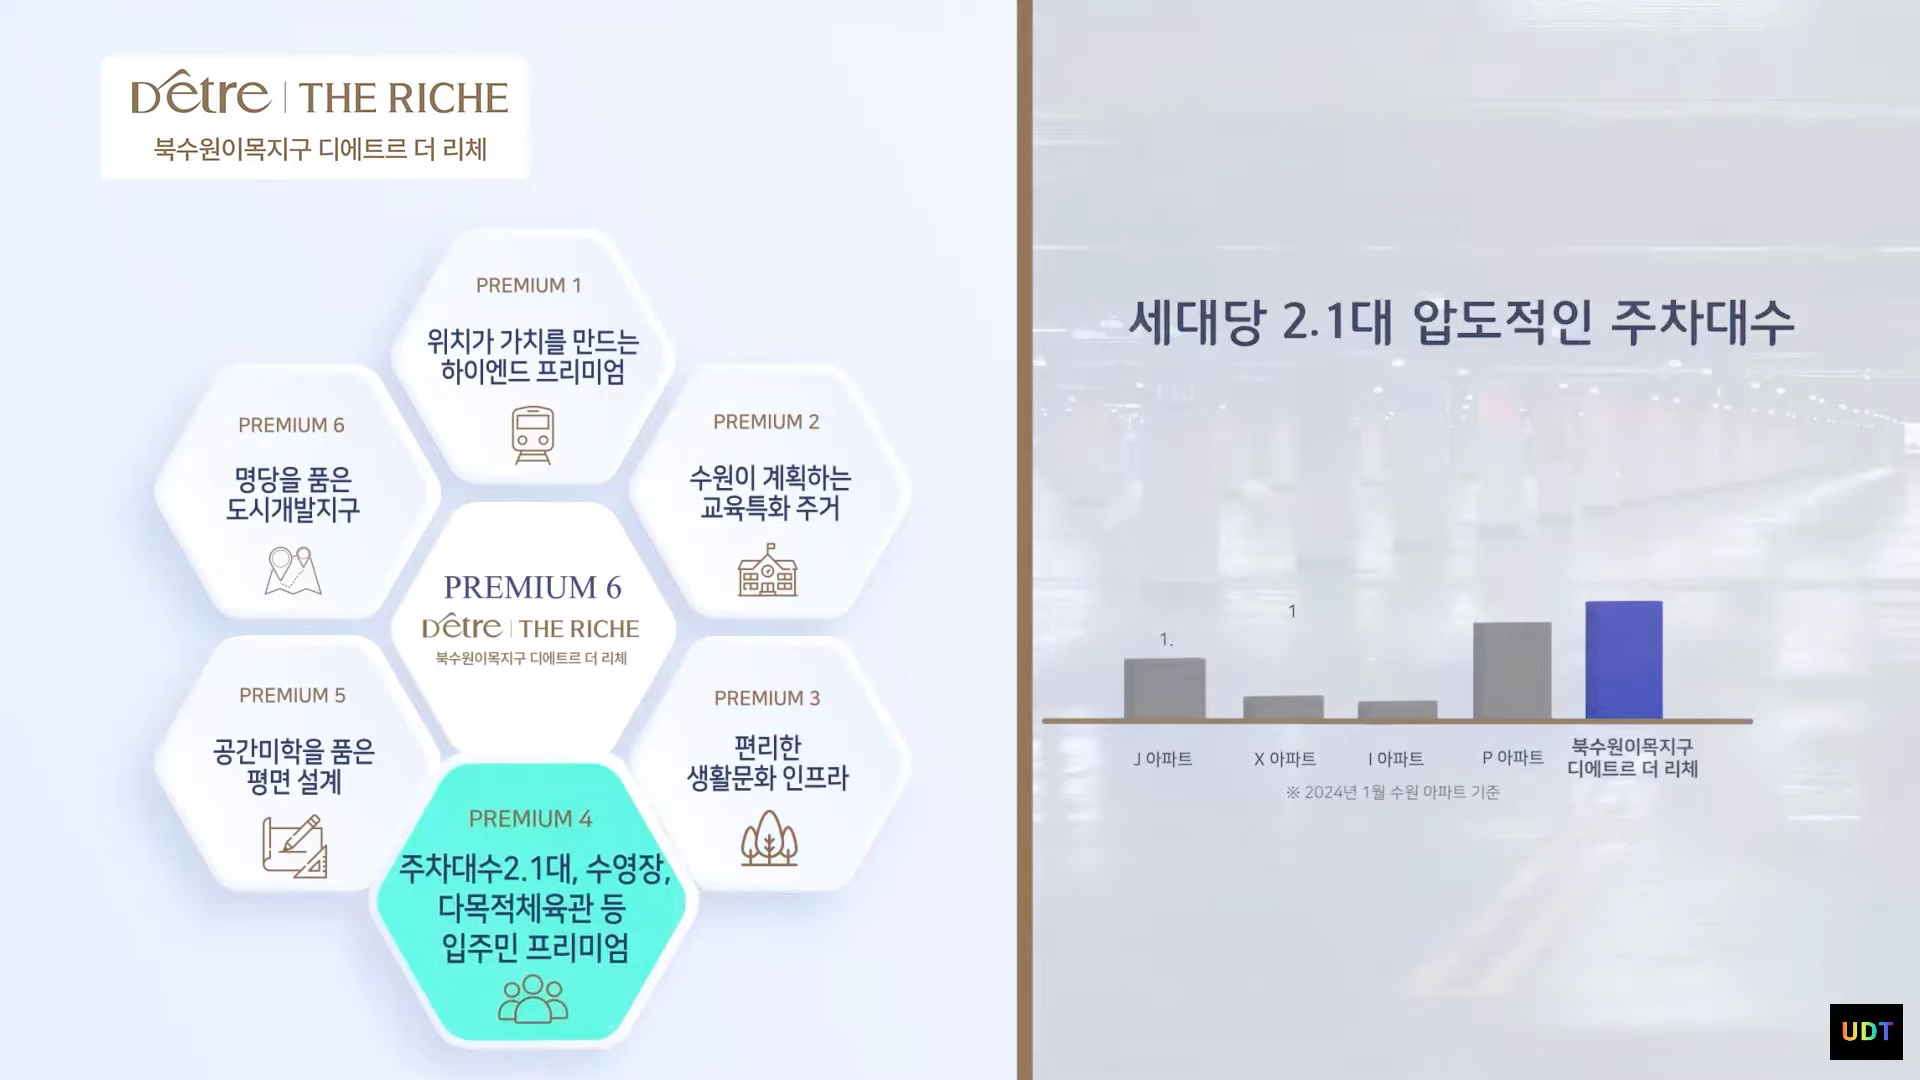 D'être | THE RICHE
북수원이목지구 디에트르 더 리체
PREMIUM 1
위치가 가치를 만드는
하이엔드 프리미엄
PREMIUM 2
수원이 계획하는
교육특화 주거
PREMIUM 3
편리한
생활문화 인프라
PREMIUM 4
주차대수2.1대, 수영장,
다목적체육관 등
입주민 프리미엄
PREMIUM 5
공간미학을 품은
평면 설계
PREMIUM 6
명당을 품은
도시개발지구
PREMIUM 6
D'être | THE RICHE
북수원이목지구 디에트르 더 리체
세대당 2.1대 압도적인 주차대수
1.
1
J 아파트
X 아파트
I 아파트
P 아파트
북수원이목지구
디에트르 더 리체
※ 2024년 1월 수원 아파트 기준
UDT